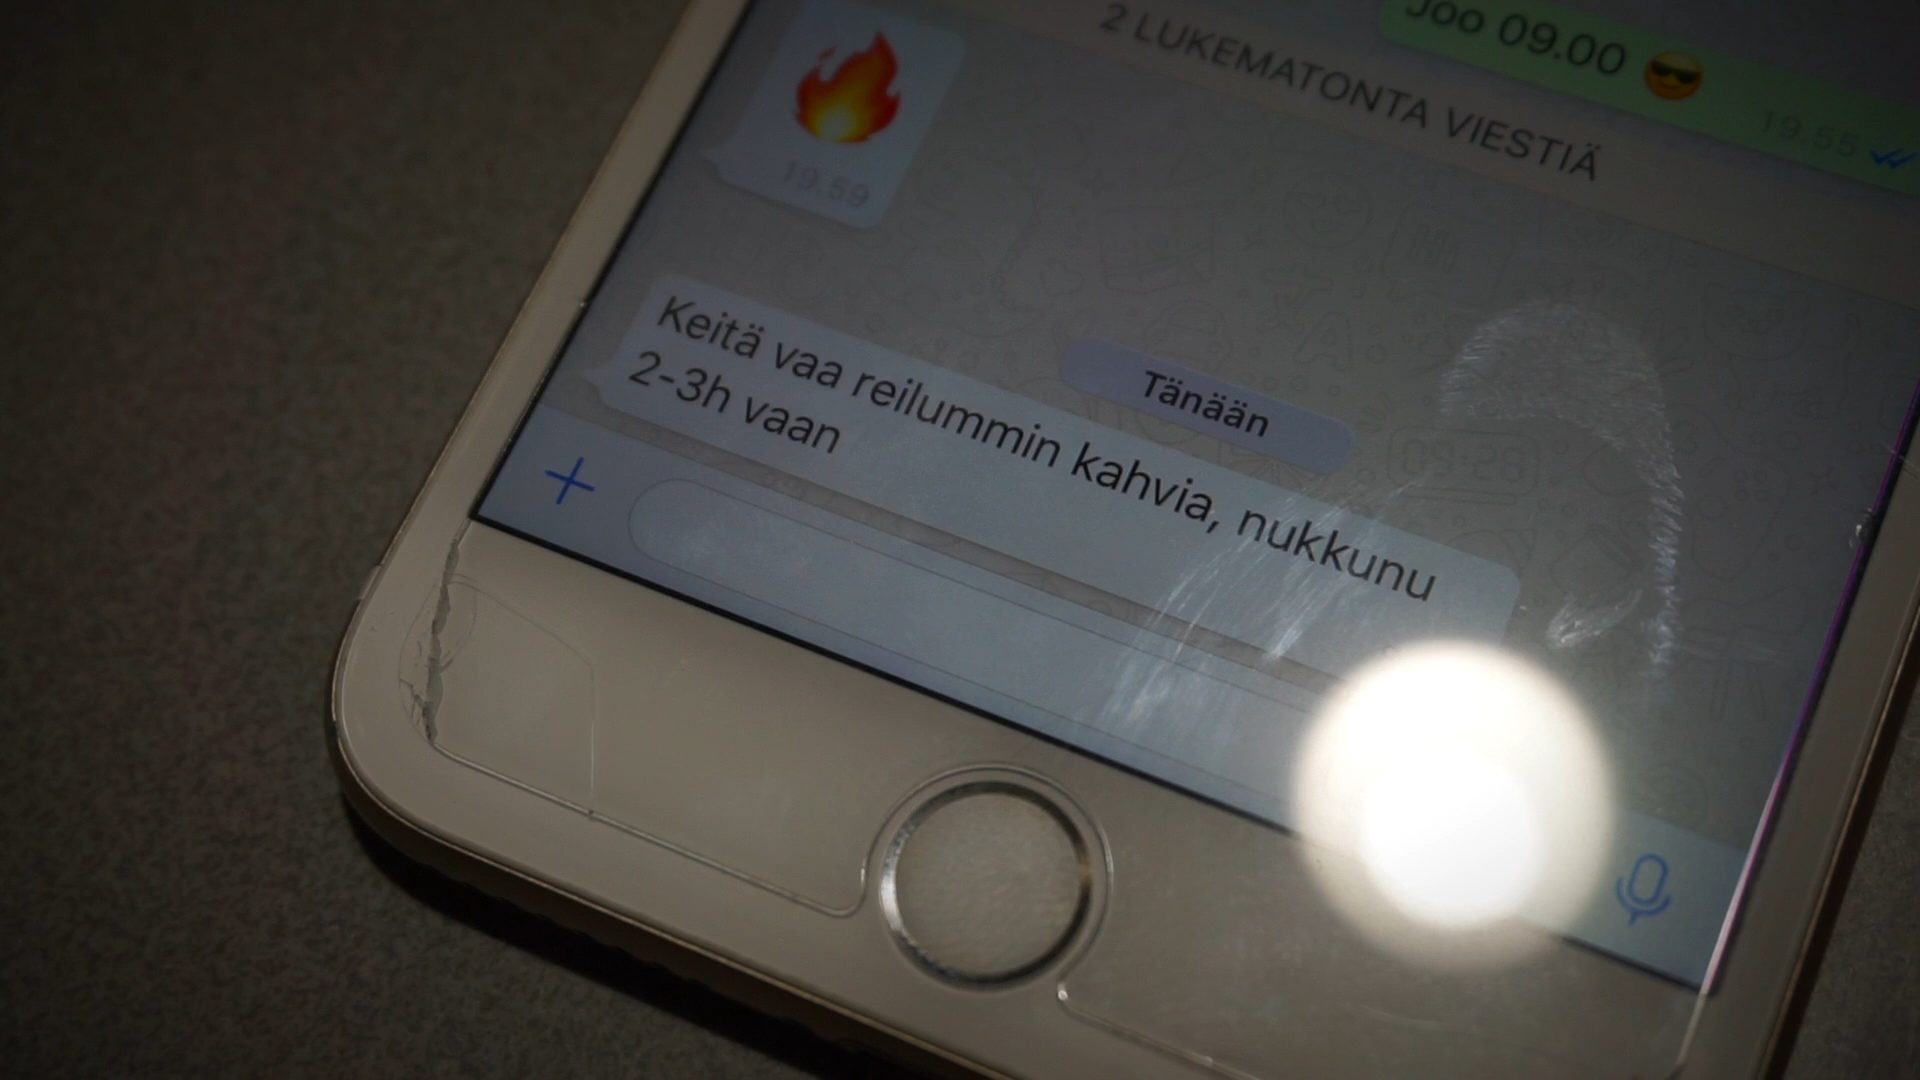 Joo 09.00 😎
19.55
2 LUKEMATONTA VIESTIÄ
🔥
19.59
Tänään
Keitä vaa reilummin kahvia, nukkunu
2-3h vaan